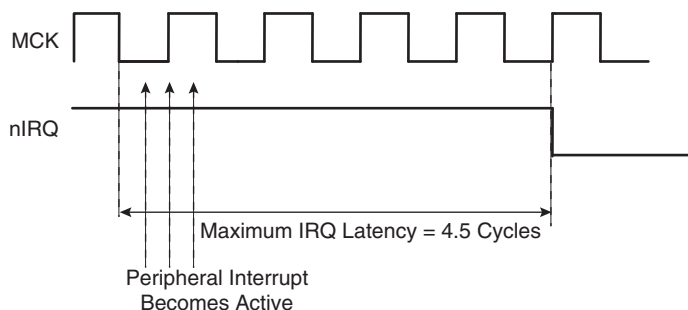 MCK
nIRQ
Maximum IRQ Latency = 4.5 Cycles
Peripheral Interrupt
Becomes Active